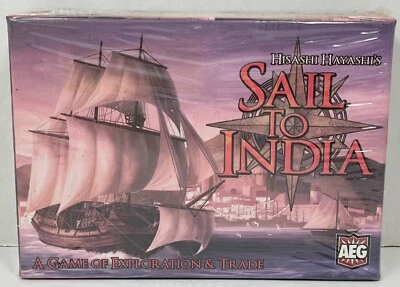 HISASHI HAYASHI'S
SAIL
TO
INDIA
A GAME OF EXPLORATION & TRADE
AEG